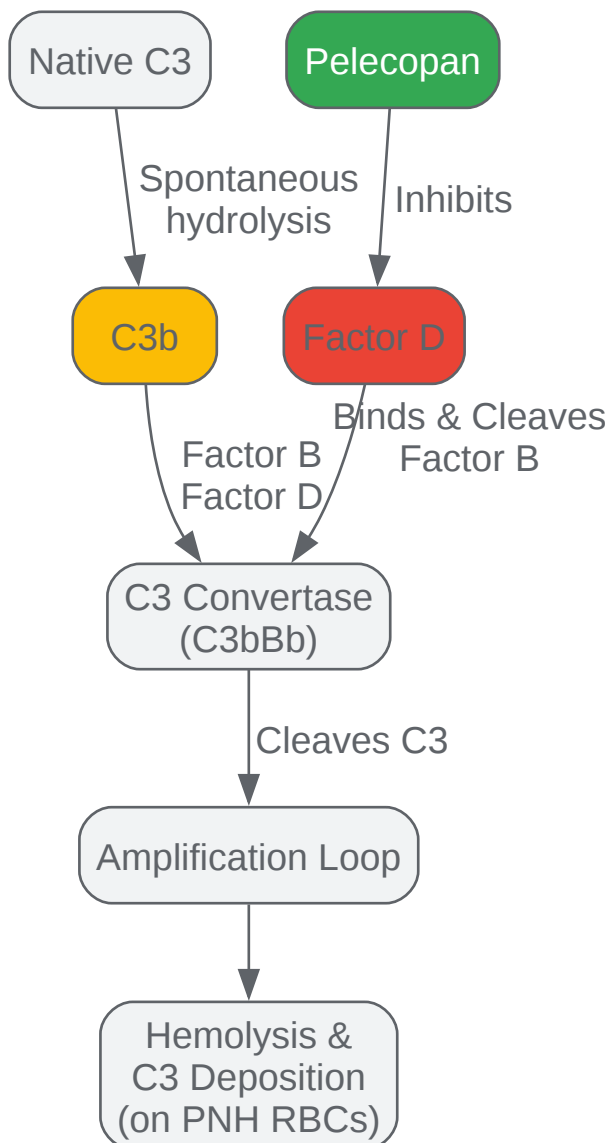 Native C3
Pelecopan
Spontaneous
hydrolysis
Inhibits
C3b
Factor D
Binds & Cleaves
Factor B
Factor B
Factor D
C3 Convertase
(C3bBb)
Cleaves C3
Amplification Loop
Hemolysis &
C3 Deposition
(on PNH RBCs)